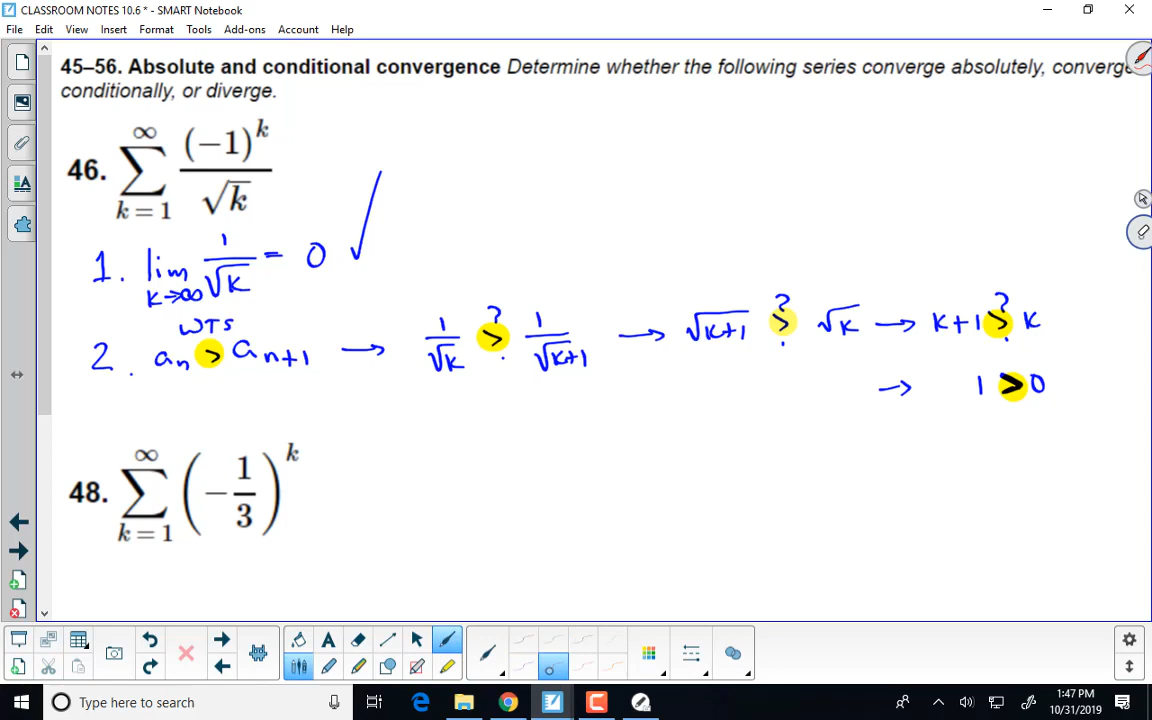 CLASSROOM NOTES 10.6 * - SMART Notebook
File Edit View Insert Format Tools Add-ons Account Help
45–56. Absolute and conditional convergence Determine whether the following series converge absolutely, converge
conditionally, or diverge.
46. ∑_{k=1}^{∞} (−1)^k / √k
1. lim_{k→∞} 1/√k = 0 ✓
WTS
2. a_n > a_{n+1} → 1/√k >? 1/√(k+1) → √(k+1) >? √k → k+1 >? k
→ 1 > 0
48. ∑_{k=1}^{∞} (−1/3)^k
Type here to search
1:47 PM
10/31/2019